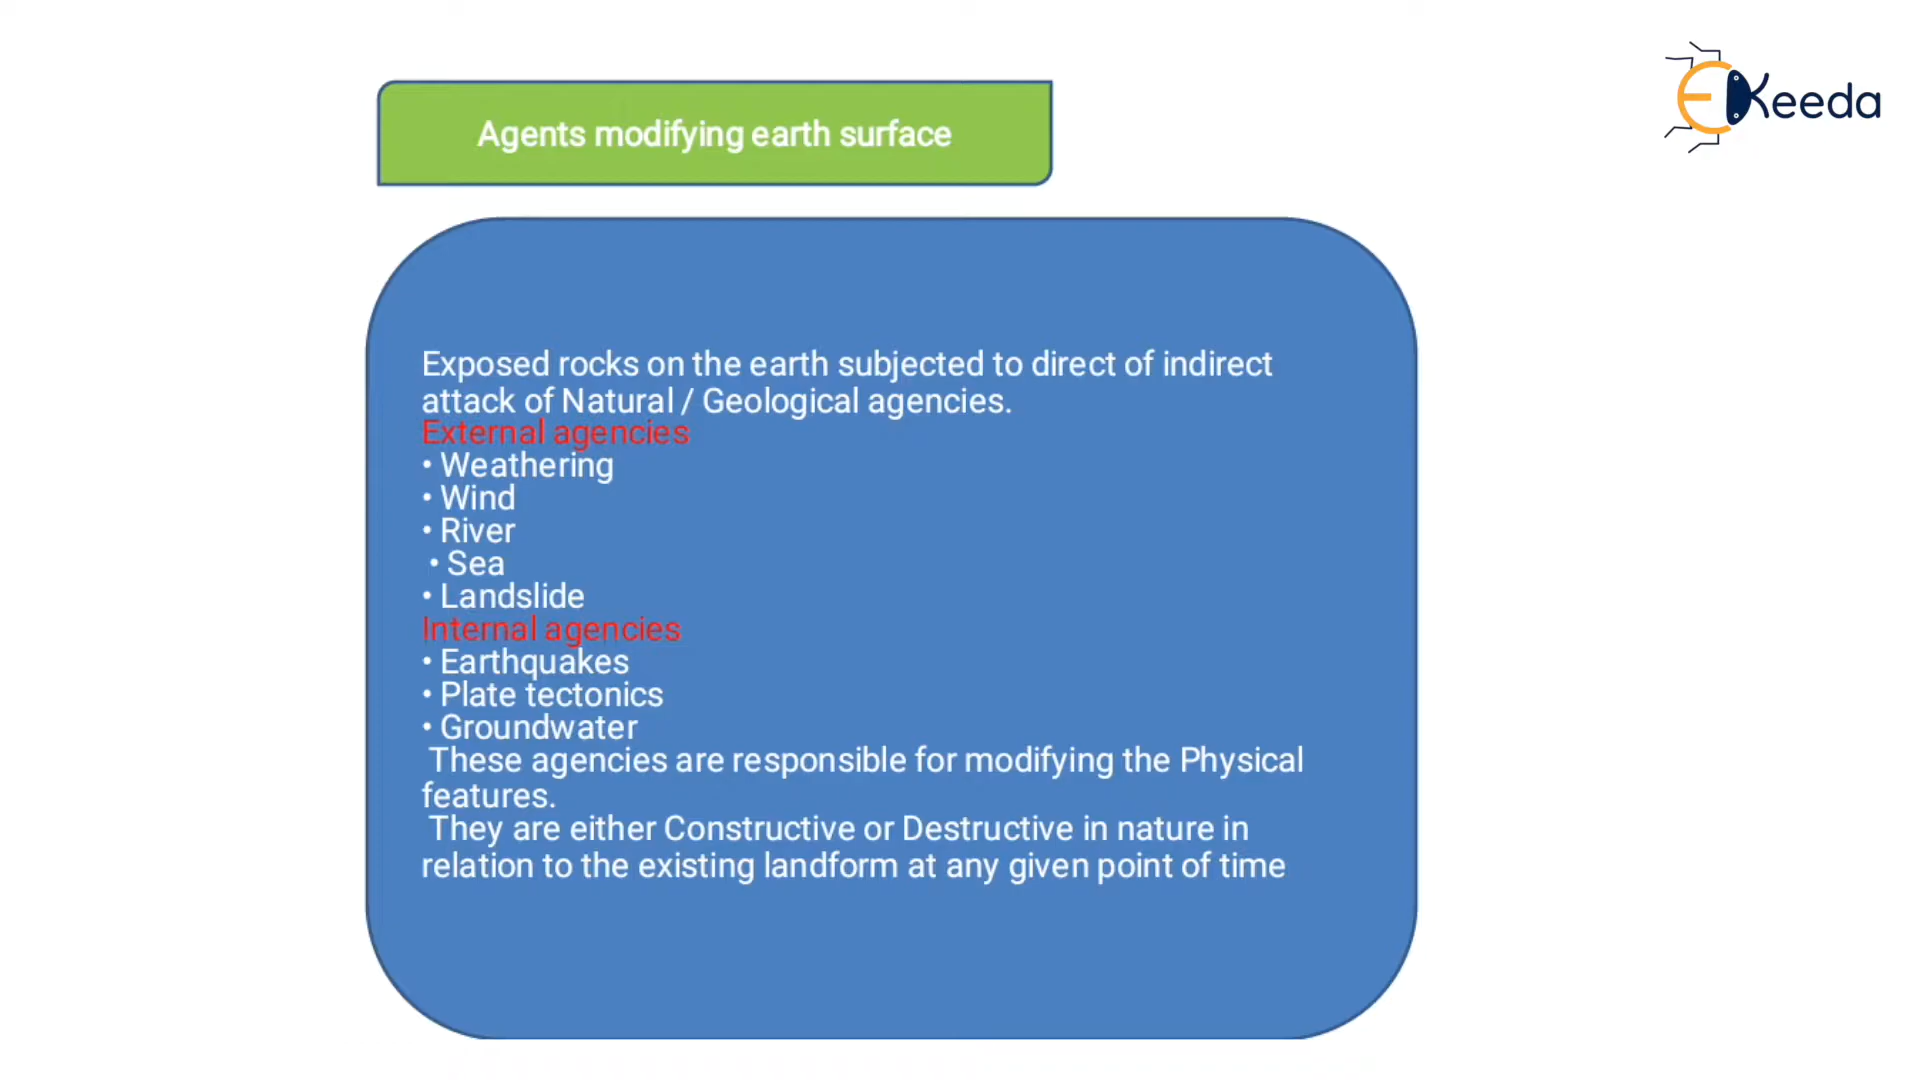 Agents modifying earth surface
EKeeda
Exposed rocks on the earth subjected to direct of indirect
attack of Natural / Geological agencies.
External agencies
• Weathering
• Wind
• River
• Sea
• Landslide
Internal agencies
• Earthquakes
• Plate tectonics
• Groundwater
These agencies are responsible for modifying the Physical
features.
They are either Constructive or Destructive in nature in
relation to the existing landform at any given point of time